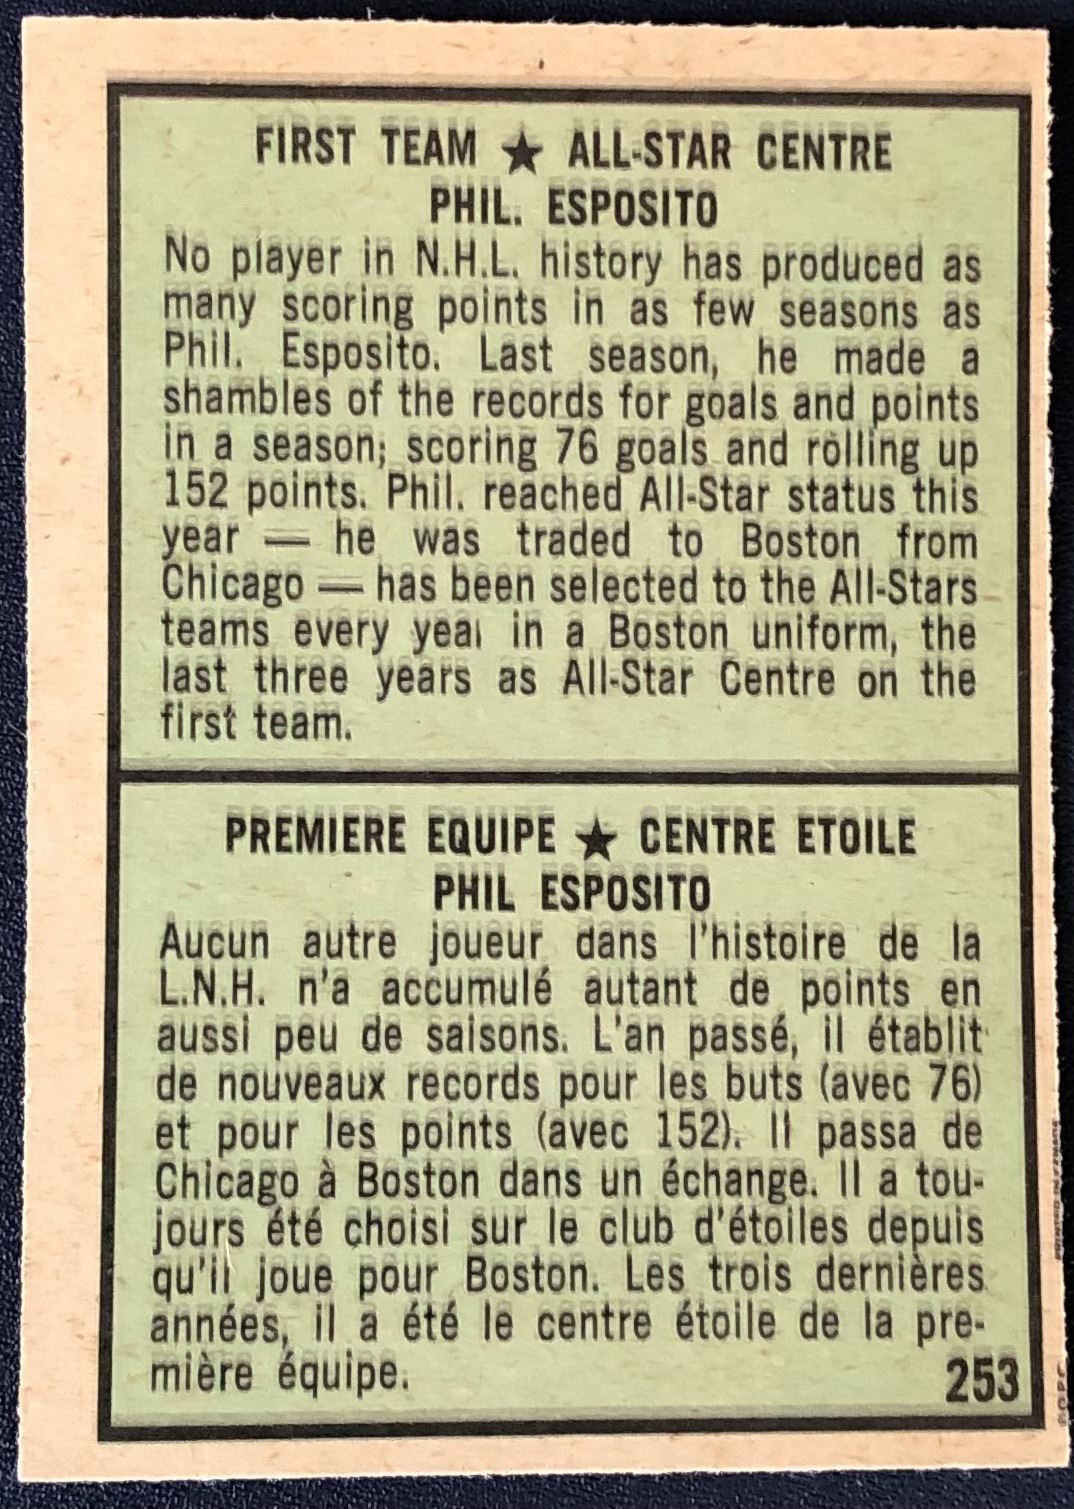 FIRST TEAM ★ ALL-STAR CENTRE
PHIL. ESPOSITO
No player in N.H.L. history has produced as
many scoring points in as few seasons as
Phil. Esposito. Last season, he made a
shambles of the records for goals and points
in a season; scoring 76 goals and rolling up
152 points. Phil. reached All-Star status this
year — he was traded to Boston from
Chicago — has been selected to the All-Stars
teams every year in a Boston uniform, the
last three years as All-Star Centre on the
first team.
PREMIERE EQUIPE ★ CENTRE ETOILE
PHIL ESPOSITO
Aucun autre joueur dans l'histoire de la
L.N.H. n'a accumulé autant de points en
aussi peu de saisons. L'an passé, il établit
de nouveaux records pour les buts (avec 76)
et pour les points (avec 152). Il passa de
Chicago à Boston dans un échange. Il a tou-
jours été choisi sur le club d'étoiles depuis
qu'il joue pour Boston. Les trois dernières
années, il a été le centre étoile de la pre-
mière équipe.
253